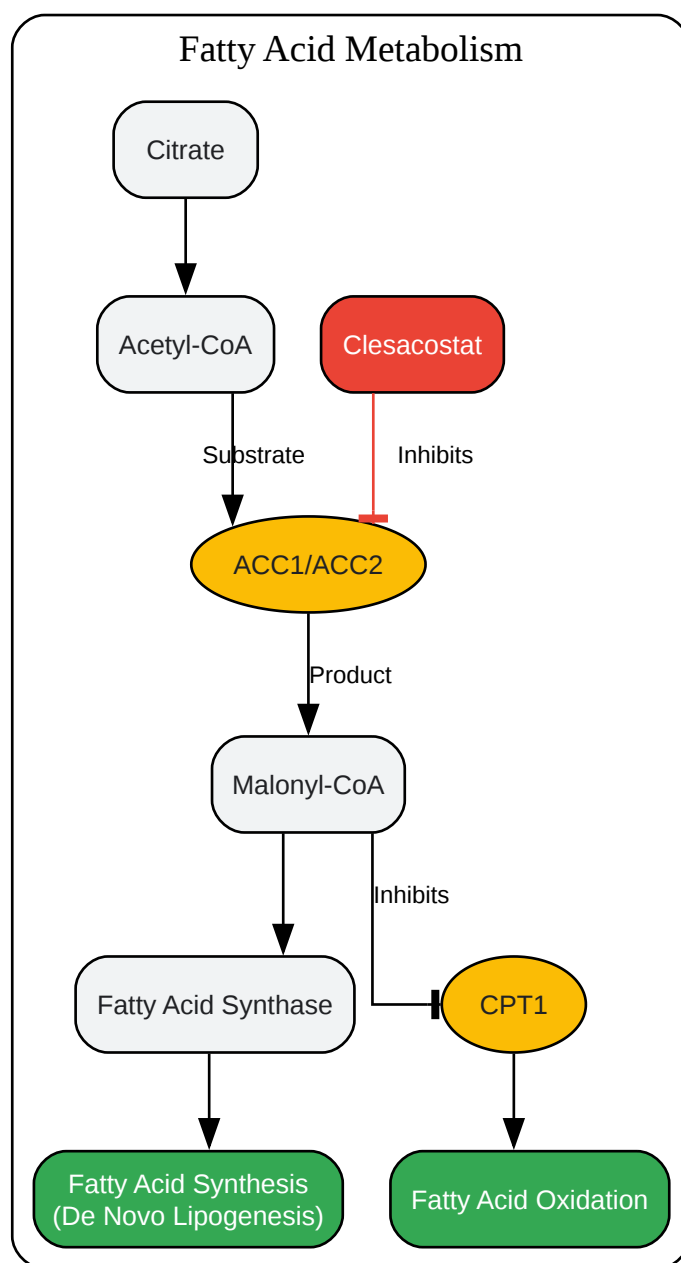 Fatty Acid Metabolism
Citrate
Acetyl-CoA
Clesacostat
Substrate
Inhibits
ACC1/ACC2
Product
Malonyl-CoA
Inhibits
Fatty Acid Synthase
CPT1
Fatty Acid Synthesis
(De Novo Lipogenesis)
Fatty Acid Oxidation